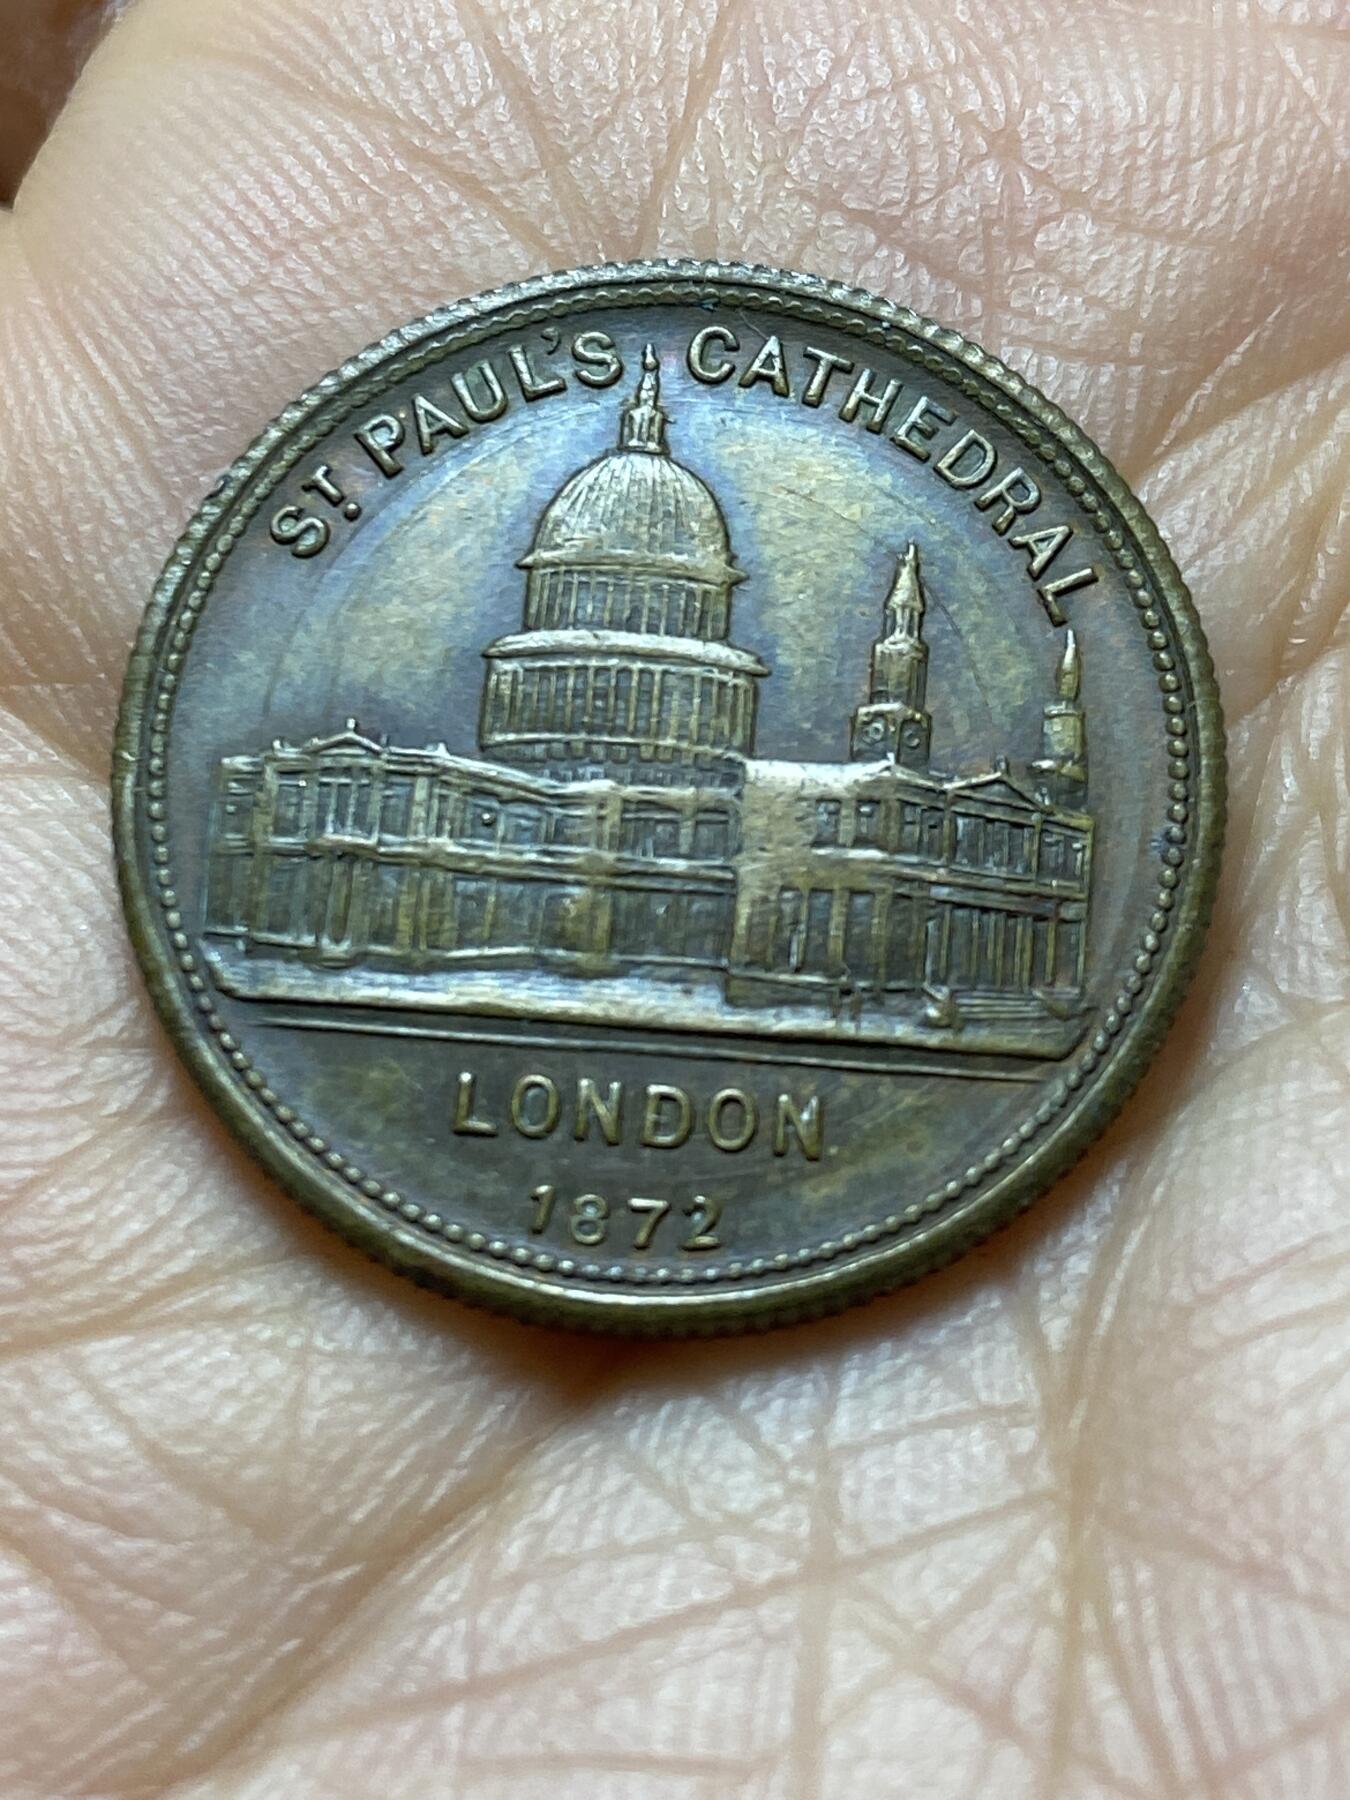 ST. PAUL'S CATHEDRAL
LONDON
1872